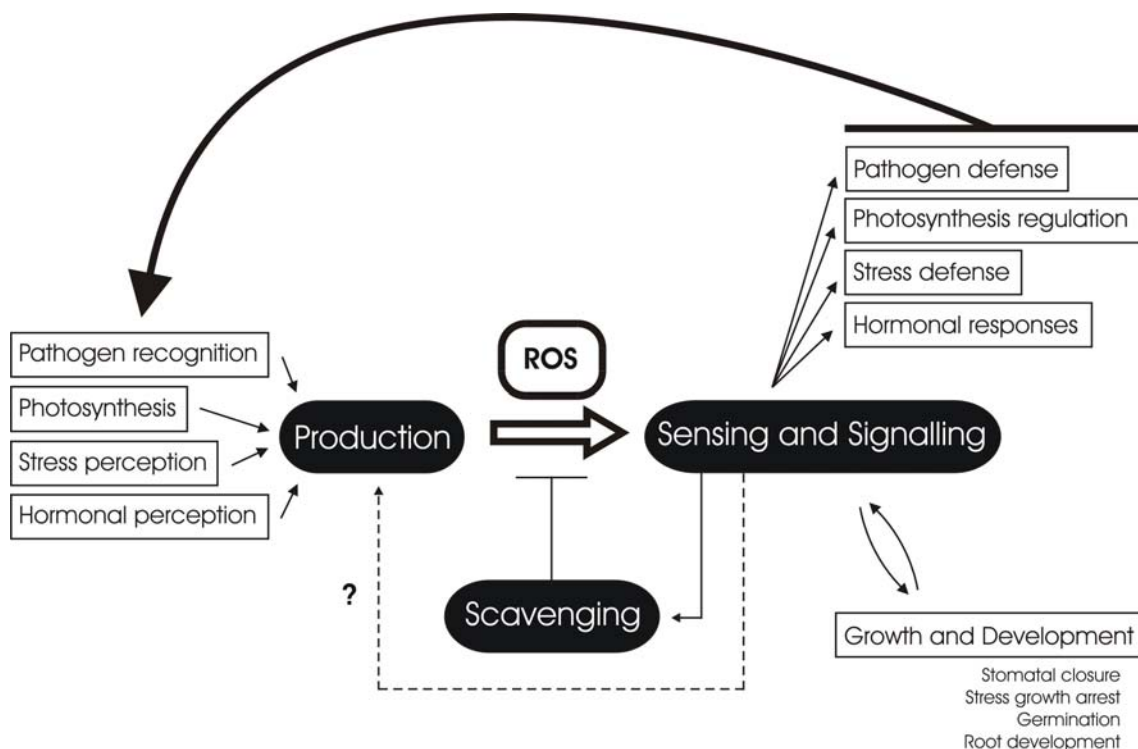 Pathogen defense
Photosynthesis regulation
Stress defense
Hormonal responses
Pathogen recognition
Photosynthesis
Stress perception
Hormonal perception
ROS
Production
Sensing and Signalling
?
Scavenging
Growth and Development
Stomatal closure
Stress growth arrest
Germination
Root development